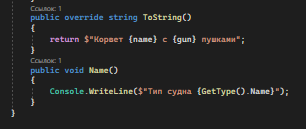 Ссылок: 1
public override string ToString()
{
return $"Корвет {name} с {gun} пушками";
}
Ссылок: 1
public void Name()
{
Console.WriteLine($"Тип судна {GetType().Name}");
}
}